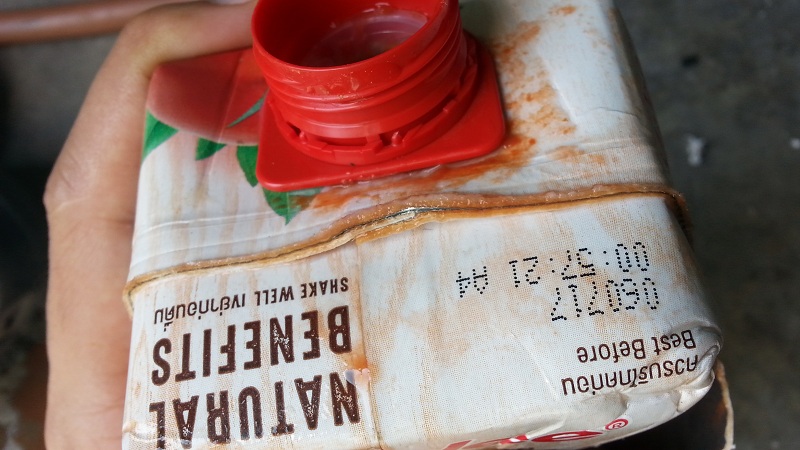 ควรบริโภคก่อน
Best Before
060717
00:57:21 A4
NATURAL
BENEFITS
SHAKE WELL เขย่าก่อนดื่ม